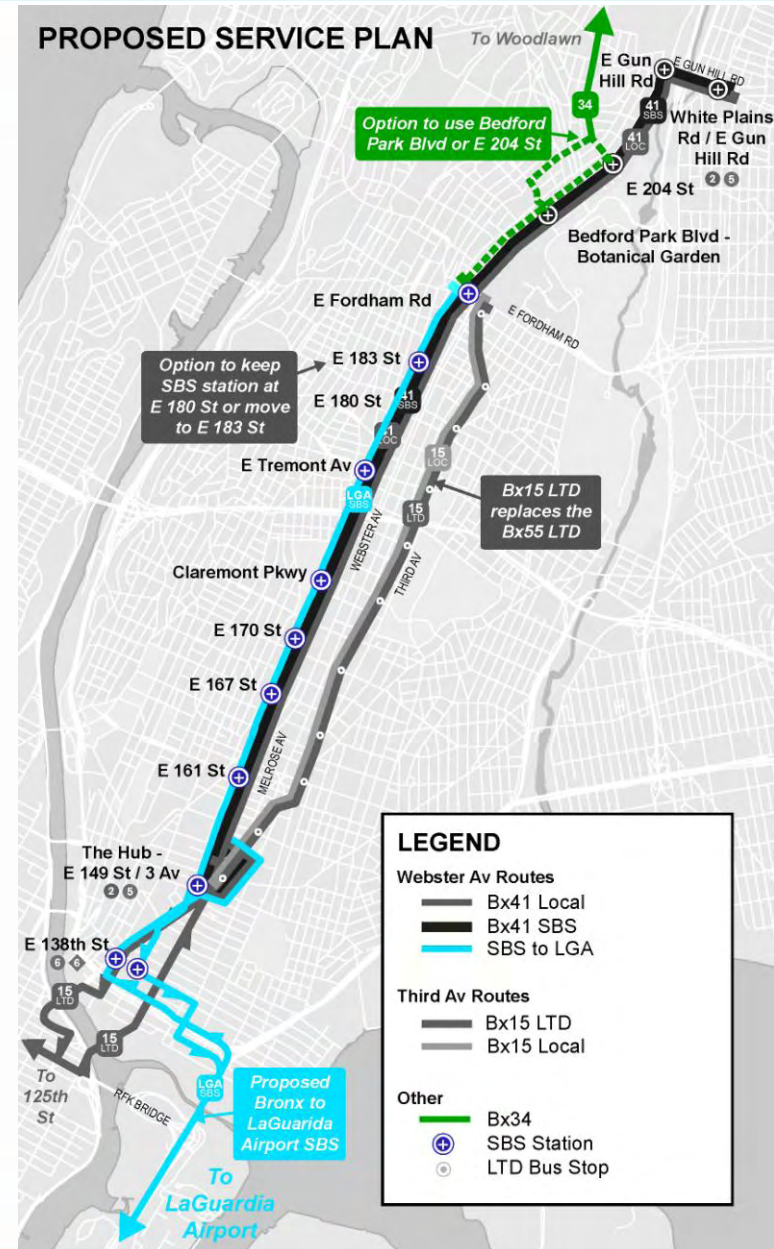 PROPOSED SERVICE PLAN
To Woodlawn
E Gun
Hill Rd
E GUN HILL RD
34
41
SBS
White Plains
Rd / E Gun
Hill Rd
2 5
Option to use Bedford
Park Blvd or E 204 St
41
LOC
E 204 St
Bedford Park Blvd -
Botanical Garden
E Fordham Rd
E FORDHAM RD
E 183 St
Option to keep
SBS station at
E 180 St or move
to E 183 St
E 180 St
41
SBS
41
LOC
E Tremont Av
15
LOC
LGA
SBS
WEBSTER AV
Bx15 LTD
replaces the
Bx55 LTD
15
LTD
THIRD AV
Claremont Pkwy
E 170 St
E 167 St
E 161 St
MELROSE AV
The Hub -
E 149 St / 3 Av
2 5
E 138th St
6 6
15
LTD
15
LTD
To
125th
St
RFK BRIDGE
LGA
SBS
Proposed
Bronx to
LaGuarida
Airport SBS
To
LaGuardia
Airport
LEGEND
Webster Av Routes
Bx41 Local
Bx41 SBS
SBS to LGA
Third Av Routes
Bx15 LTD
Bx15 Local
Other
Bx34
SBS Station
LTD Bus Stop